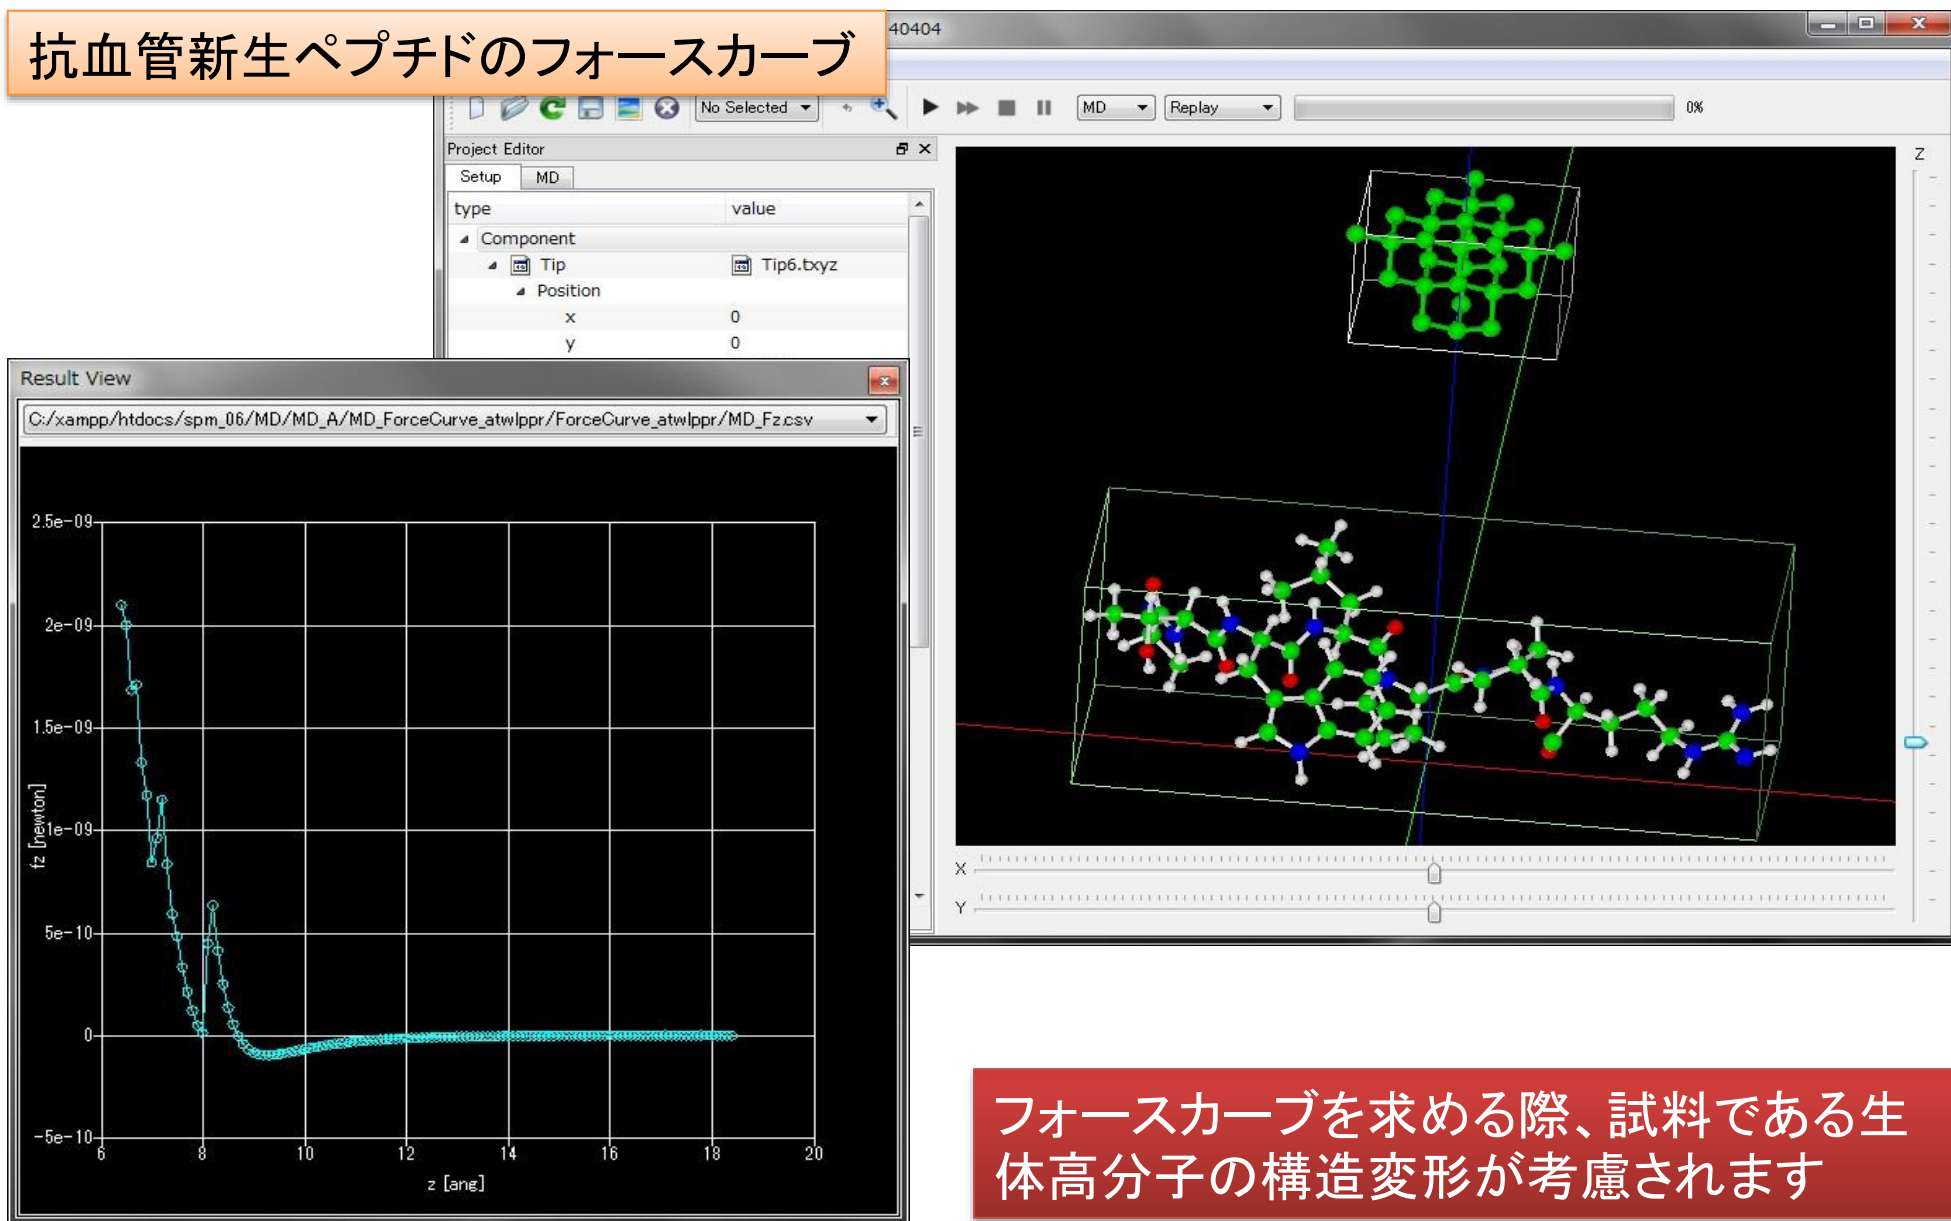 抗血管新生ペプチドのフォースカーブ
40404
No Selected
MD
Replay
0%
Project Editor
Setup
MD
type value
Component
Tip Tip6.txyz
Position
x 0
y 0
Z
X
Y
Result View
C:/xampp/htdocs/spm_06/MD/MD_A/MD_ForceCurve_atwlppr/ForceCurve_atwlppr/MD_Fz.csv
2.5e-09
2e-09
1.5e-09
1e-09
5e-10
0
-5e-10
fz [newton]
6 8 10 12 14 16 18 20
z [ang]
フォースカーブを求める際、試料である生
体高分子の構造変形が考慮されます